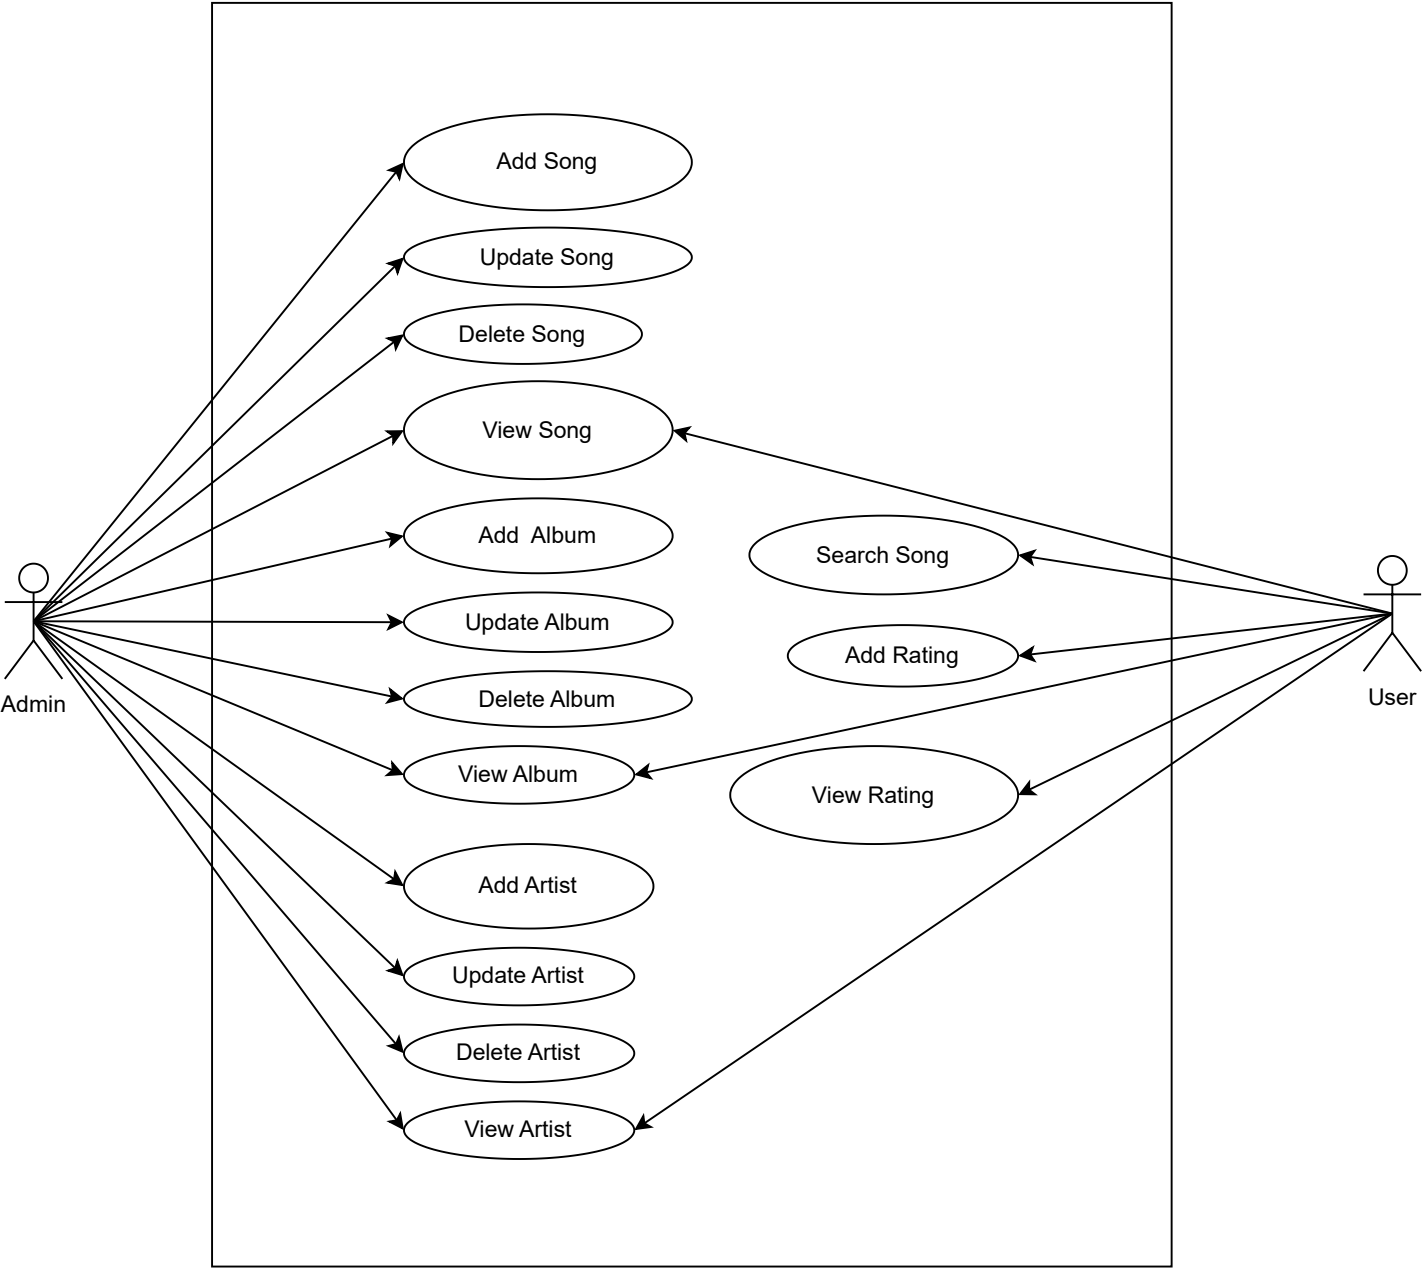 Add Song
Update Song
Delete Song
View Song
Add  Album
Search Song
Update Album
Add Rating
Delete Album
User
Admin
View Album
View Rating
Add Artist
Update Artist
Delete Artist
View Artist